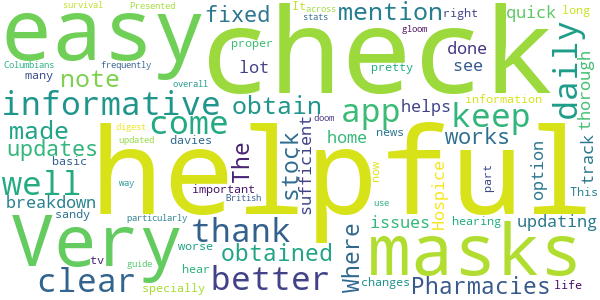 survival
Presented
It
across
right
quick
long
easy
check
fixed
mention
stats
gloom
Columbians
frequently
proper
lot
done
see
many
note
overall
pretty
daily
thorough
informative
obtain
app
helps
keep
information
come
digest
updated
doom
home
news
works
made
updates
davies
The
stock
sufficient
basic
way
helpful
important
British
now
Hospice
part
option
track
This
well
breakdown
sandy
particularly
use
Very
thank
Where
issues
hearing
updating
masks
guide
worse
obtained
tv
hear
changes
clear
specially
better
Pharmacies
life